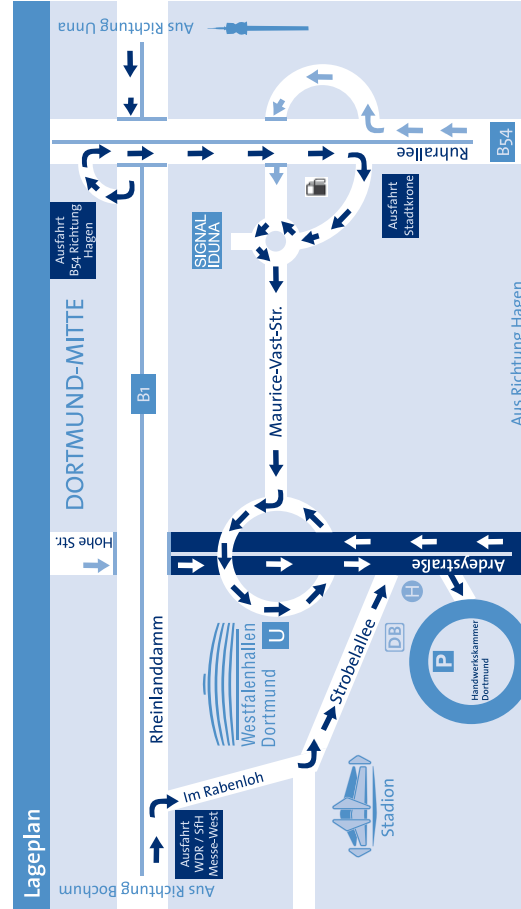 Lageplan
Aus Richtung Bochum
Aus Richtung Unna
Ausfahrt
WDR / SfH
Messe-West
Rheinlanddamm
B1
Im Rabenloh
Hohe Str.
DORTMUND-MITTE
Ausfahrt
B54 Richtung
Hagen
Westfalenhallen
Dortmund
U
SIGNAL
IDUNA
Maurice-Vast-Str.
Strobelallee
Stadion
DB
H
Ardeystraße
P
Handwerkskammer
Dortmund
Ausfahrt
Stadtkrone
Ruhrallee
B54
Aus Richtung Hagen